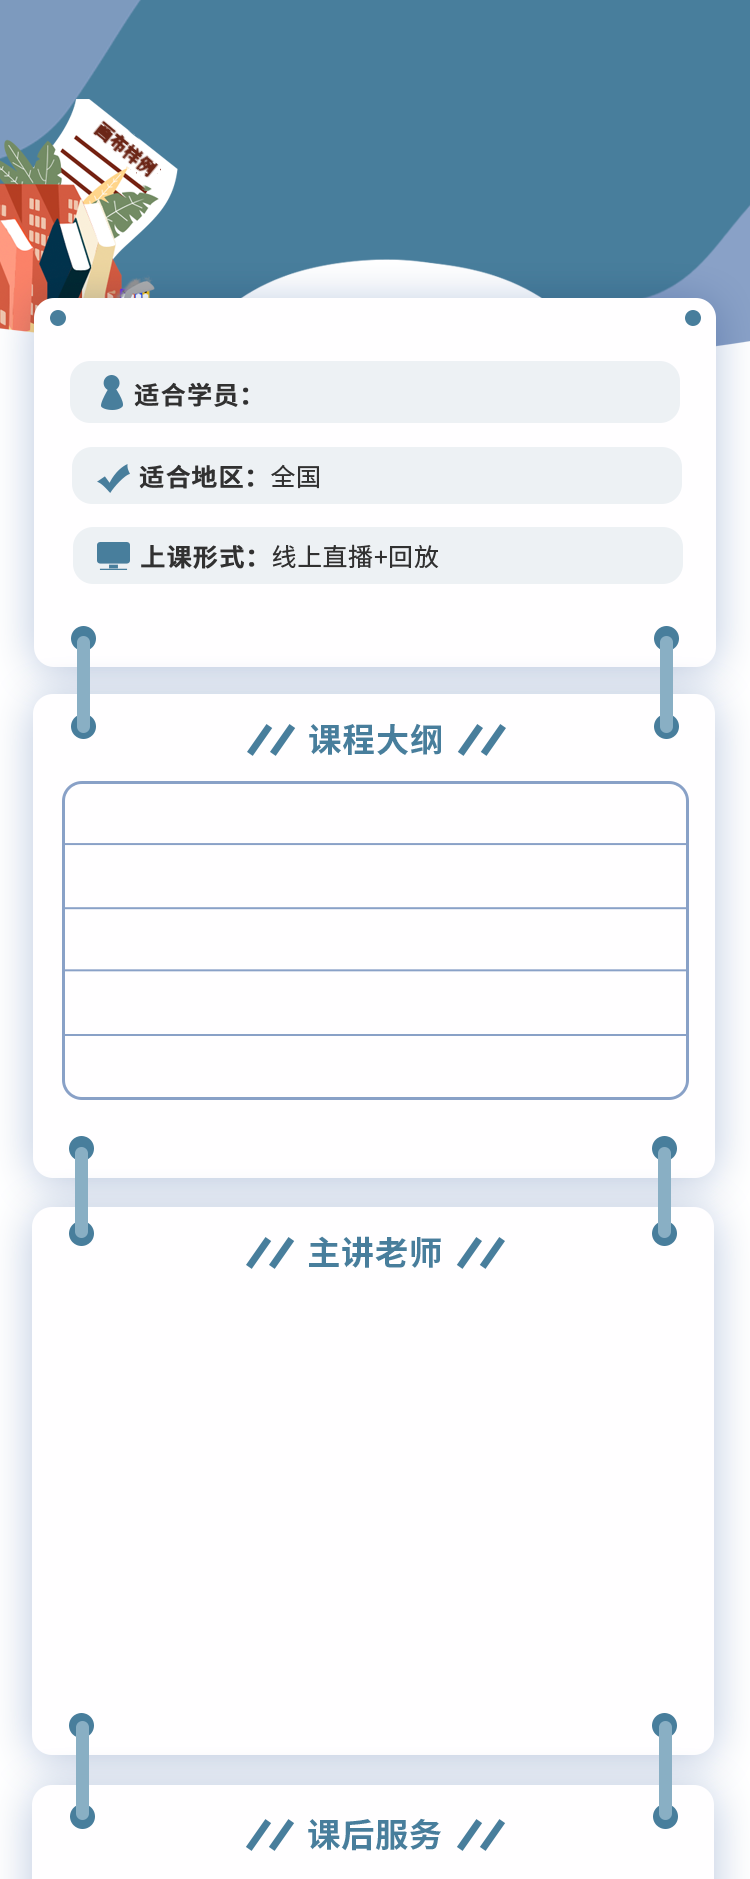 画布样例
适合学员：
适合地区：全国
上课形式：线上直播+回放
// 课程大纲 //
// 主讲老师 //
// 课后服务 //